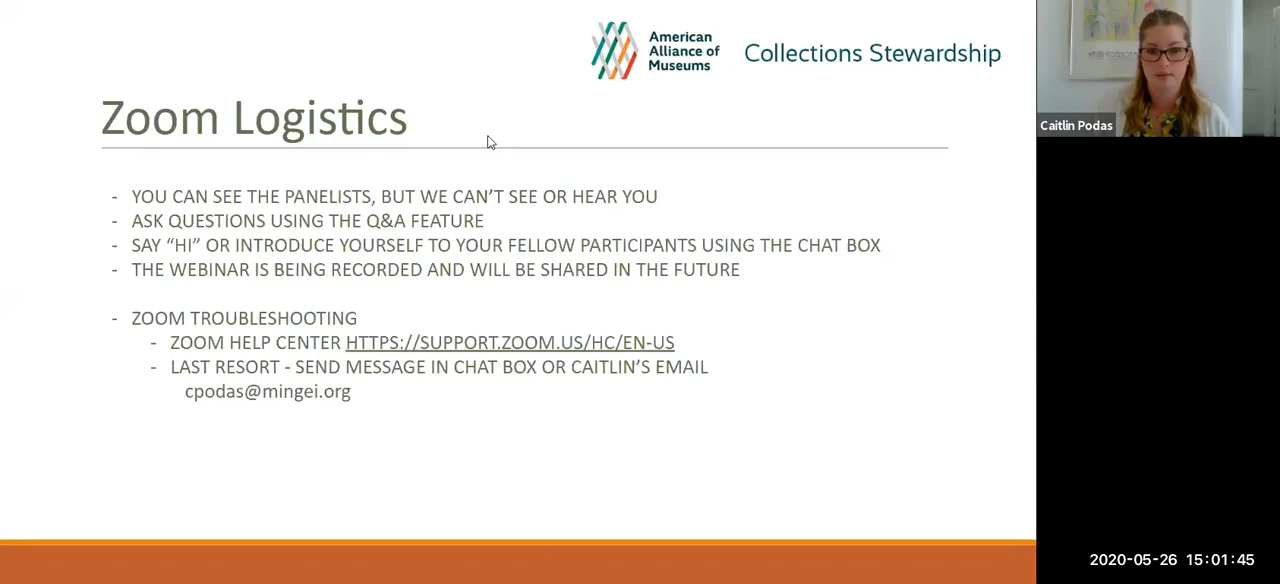 American
Alliance of
Museums
Collections Stewardship
Zoom Logistics
- YOU CAN SEE THE PANELISTS, BUT WE CAN’T SEE OR HEAR YOU
- ASK QUESTIONS USING THE Q&A FEATURE
- SAY “HI” OR INTRODUCE YOURSELF TO YOUR FELLOW PARTICIPANTS USING THE CHAT BOX
- THE WEBINAR IS BEING RECORDED AND WILL BE SHARED IN THE FUTURE
- ZOOM TROUBLESHOOTING
- ZOOM HELP CENTER HTTPS://SUPPORT.ZOOM.US/HC/EN-US
- LAST RESORT - SEND MESSAGE IN CHAT BOX OR CAITLIN’S EMAIL
cpodas@mingei.org
Caitlin Podas
2020-05-26 15:01:45